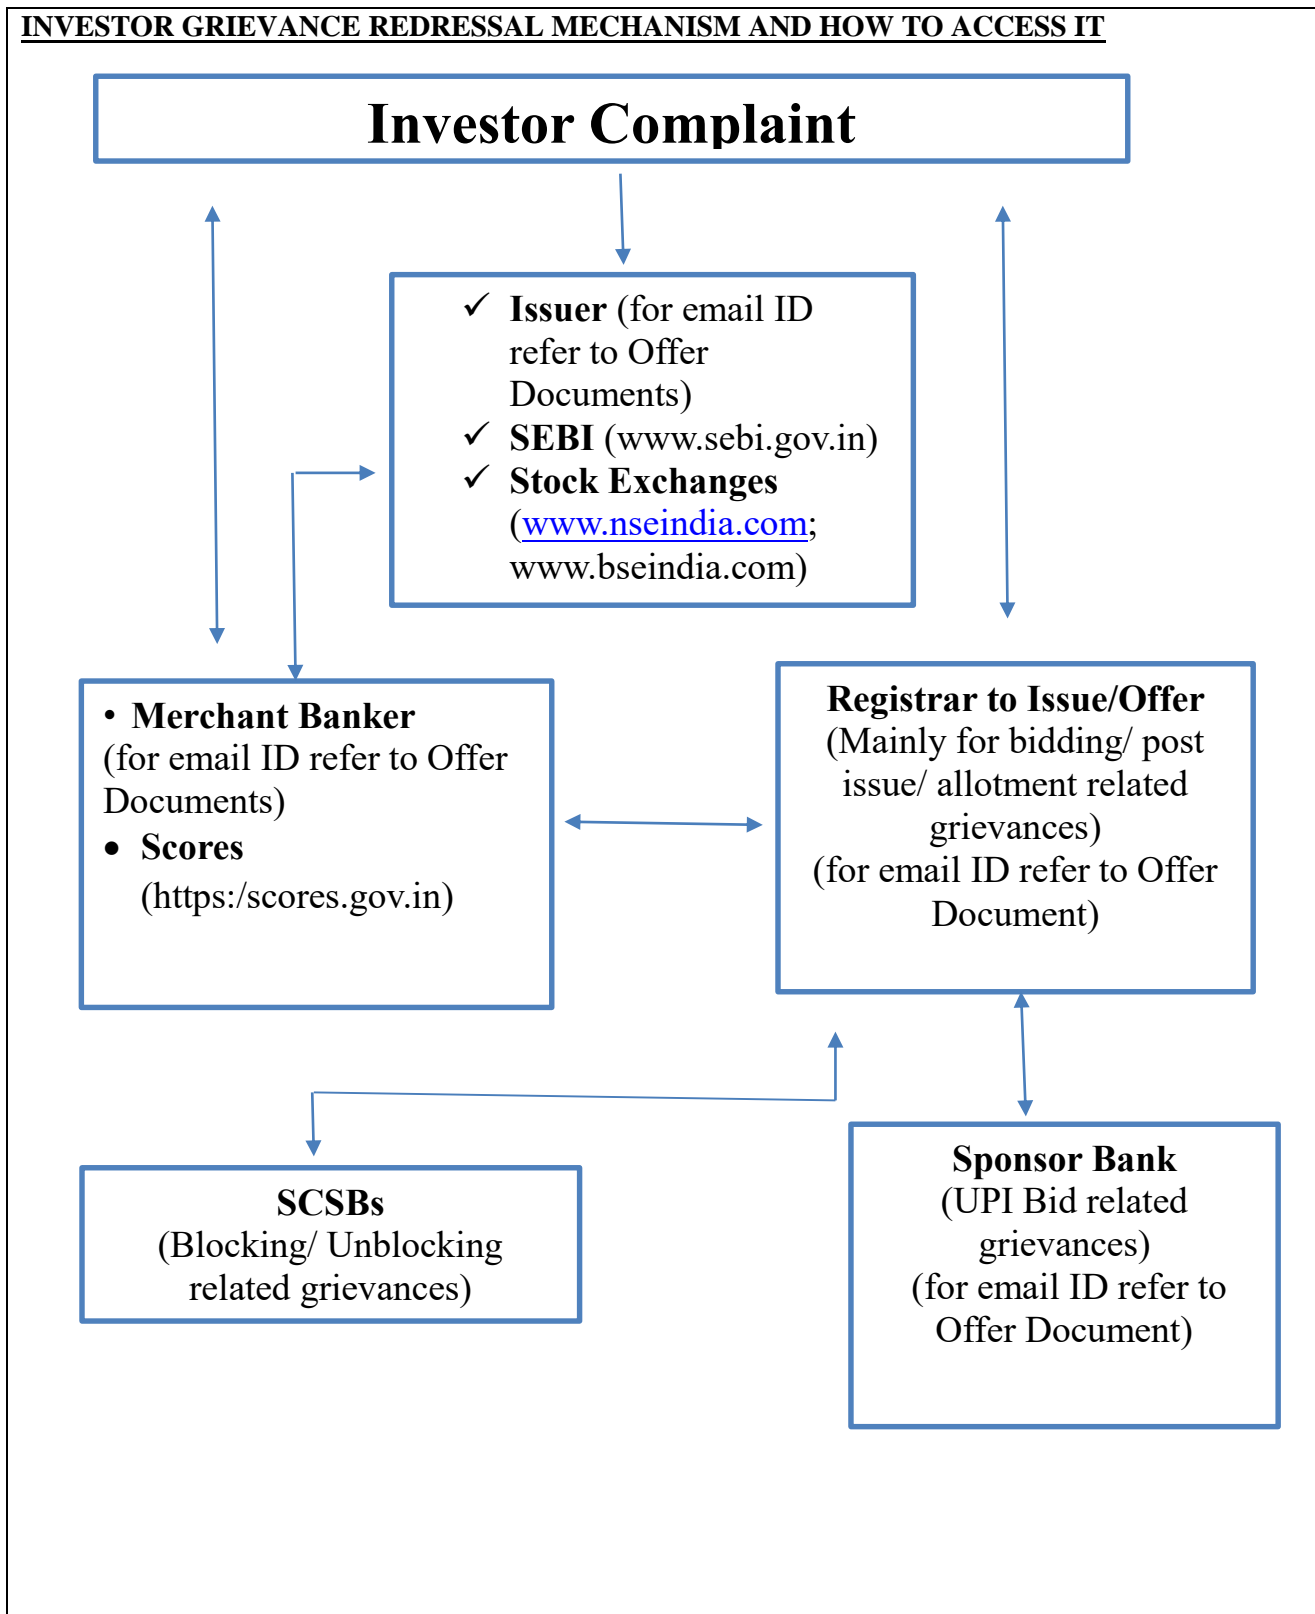 INVESTOR GRIEVANCE REDRESSAL MECHANISM AND HOW TO ACCESS IT
Investor Complaint
✓ Issuer (for email ID
refer to Offer
Documents)
✓ SEBI (www.sebi.gov.in)
✓ Stock Exchanges
(www.nseindia.com;
www.bseindia.com)
• Merchant Banker
(for email ID refer to Offer
Documents)
• Scores
(https:/scores.gov.in)
Registrar to Issue/Offer
(Mainly for bidding/ post
issue/ allotment related
grievances)
(for email ID refer to Offer
Document)
SCSBs
(Blocking/ Unblocking
related grievances)
Sponsor Bank
(UPI Bid related
grievances)
(for email ID refer to
Offer Document)